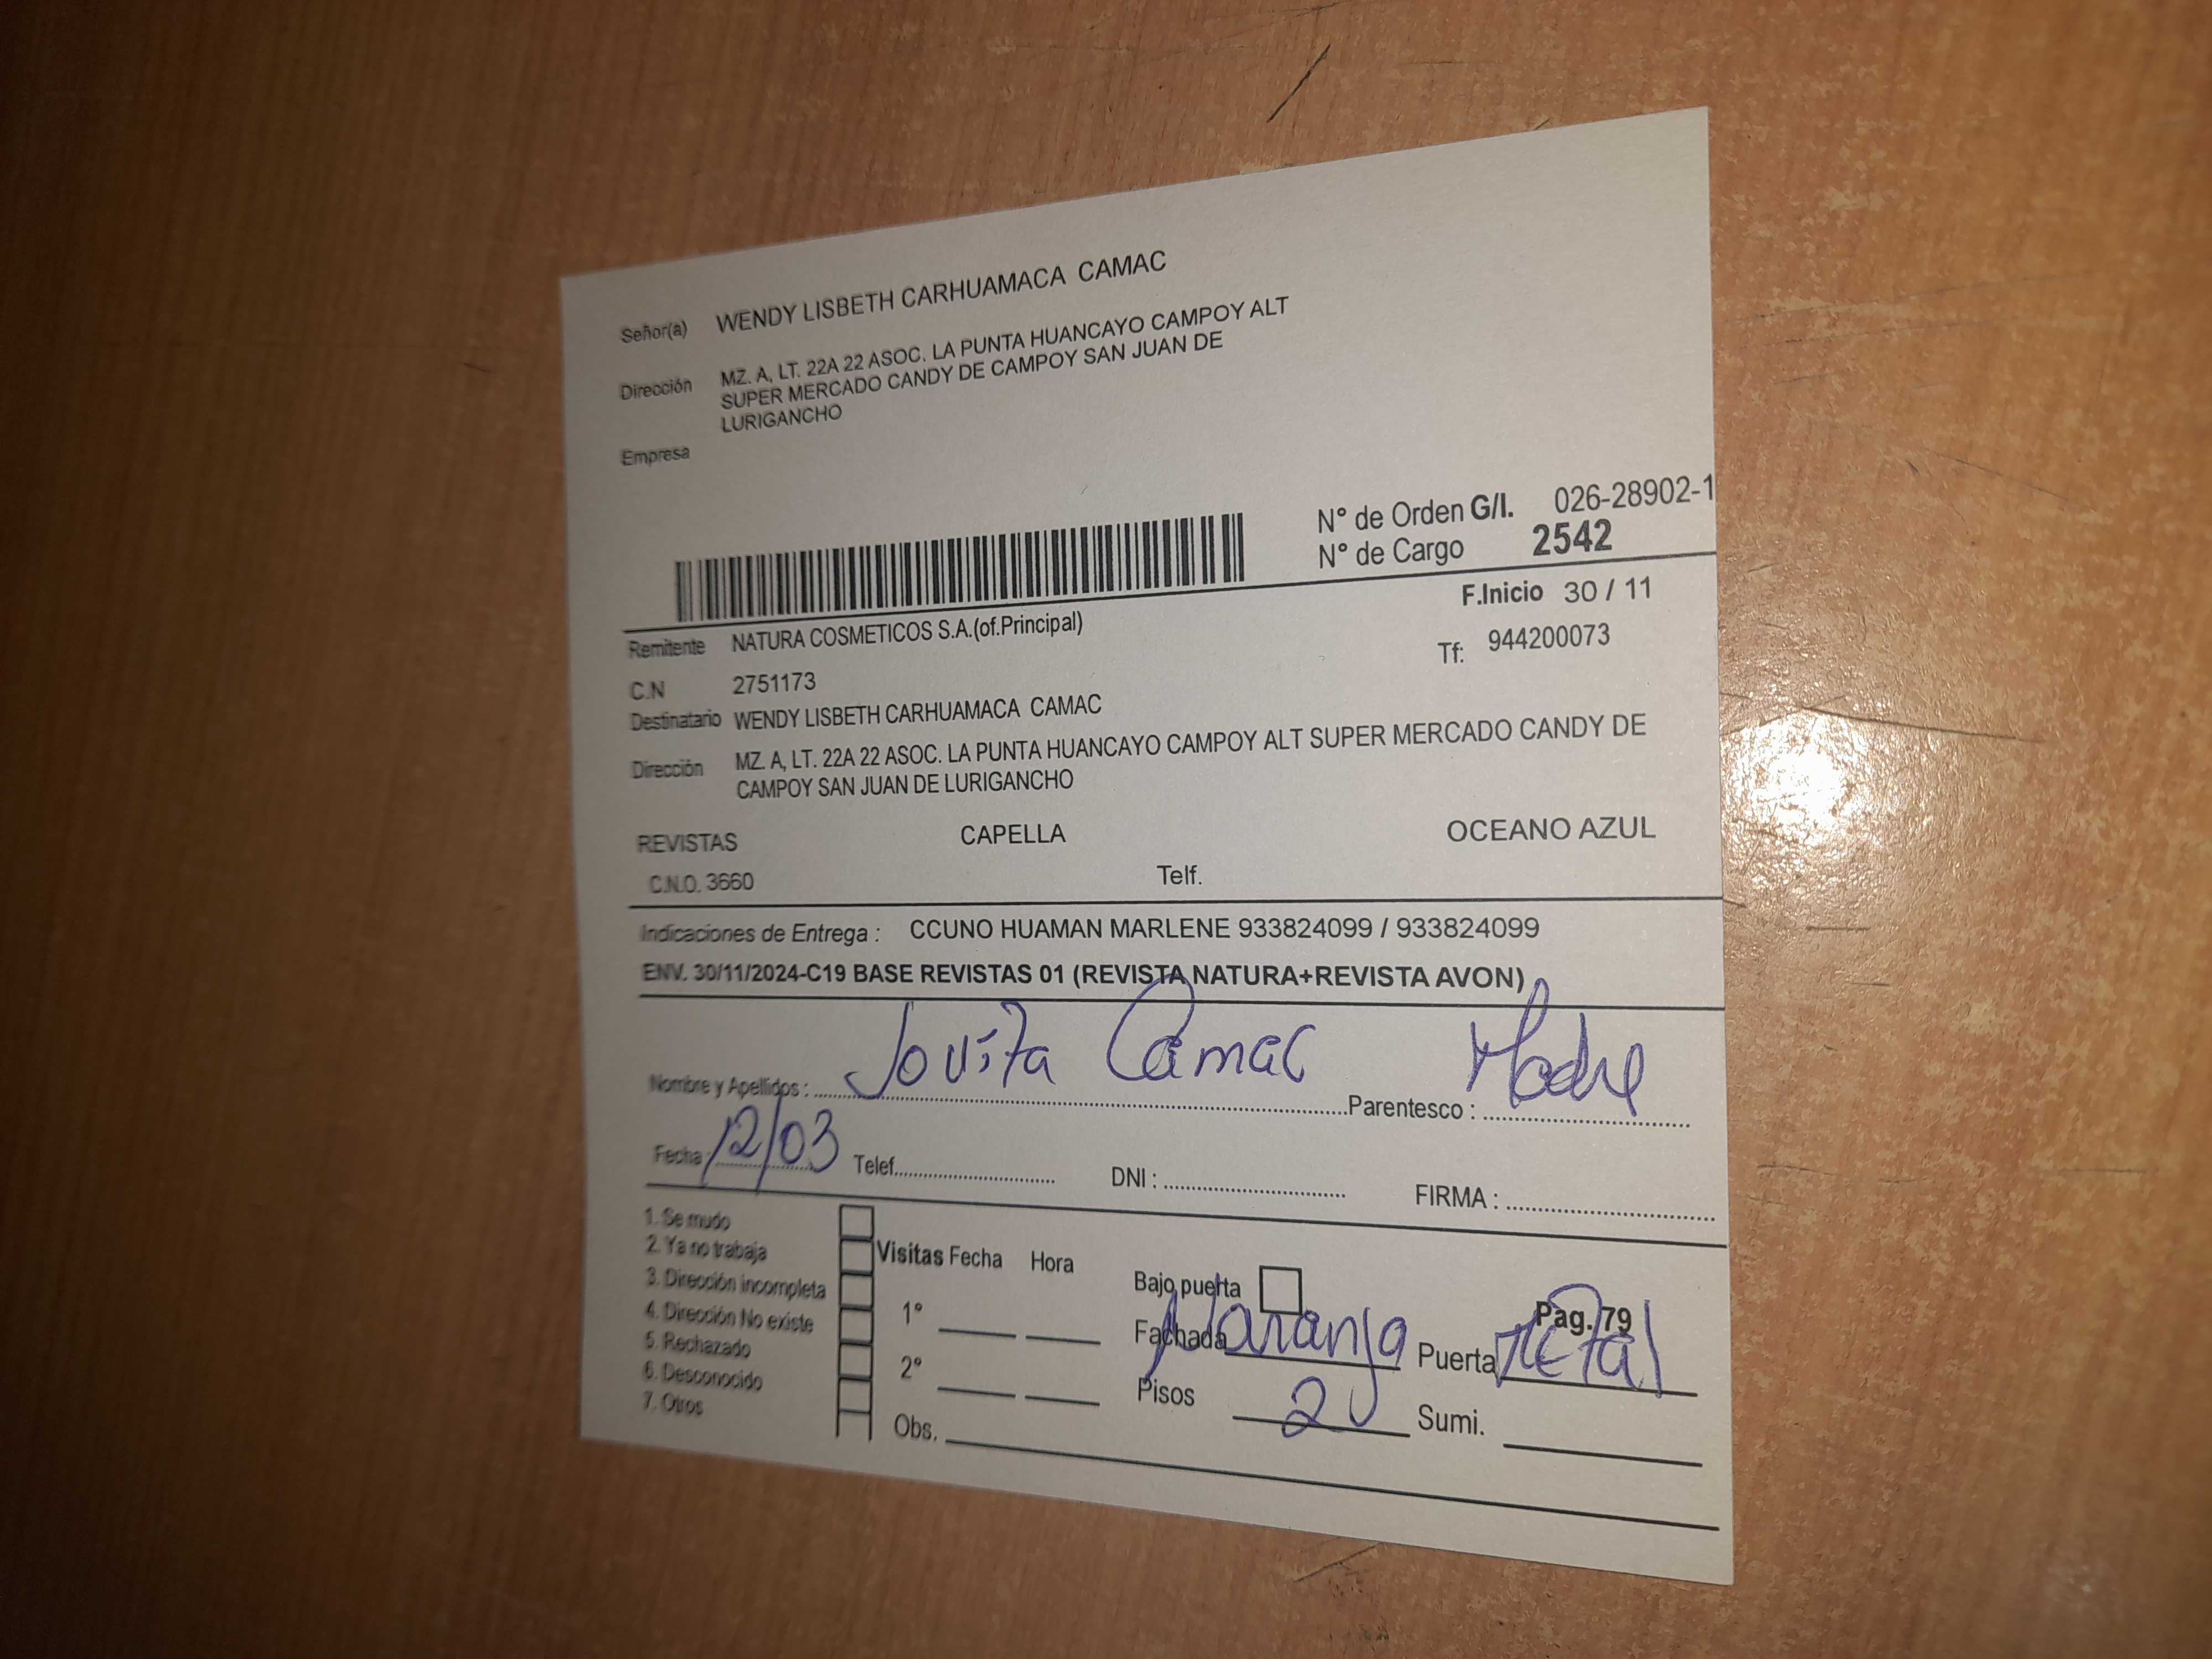 Señor(a) WENDY LISBETH CARHUAMACA CAMAC
Dirección MZ. A, LT. 22A 22 ASOC. LA PUNTA HUANCAYO CAMPOY ALT
SUPER MERCADO CANDY DE CAMPOY SAN JUAN DE
LURIGANCHO
Empresa
N° de Orden G/I. 026-28902-1
N° de Cargo 2542
F.Inicio 30 / 11
Remitente NATURA COSMETICOS S.A.(of.Principal)
Tf: 944200073
C.N 2751173
Destinatario WENDY LISBETH CARHUAMACA CAMAC
Dirección MZ. A, LT. 22A 22 ASOC. LA PUNTA HUANCAYO CAMPOY ALT SUPER MERCADO CANDY DE
CAMPOY SAN JUAN DE LURIGANCHO
REVISTAS CAPELLA OCEANO AZUL
C.N.O. 3660 Telf.
Indicaciones de Entrega : CCUNO HUAMAN MARLENE 933824099 / 933824099
ENV. 30/11/2024-C19 BASE REVISTAS 01 (REVISTA NATURA+REVISTA AVON)
Nombre y Apellidos : Jovita Camac Parentesco : Madre
Fecha 12/03 Telef. DNI : FIRMA :
1. Se mudo
2. Ya no trabaja
3. Dirección incompleta
4. Dirección No existe
5. Rechazado
6. Desconocido
7. Otros
Visitas Fecha Hora
1°
2°
Obs.
Bajo puerta
Pag. 79
Fachada Naranja Puerta Metal
Pisos 2 Sumi.